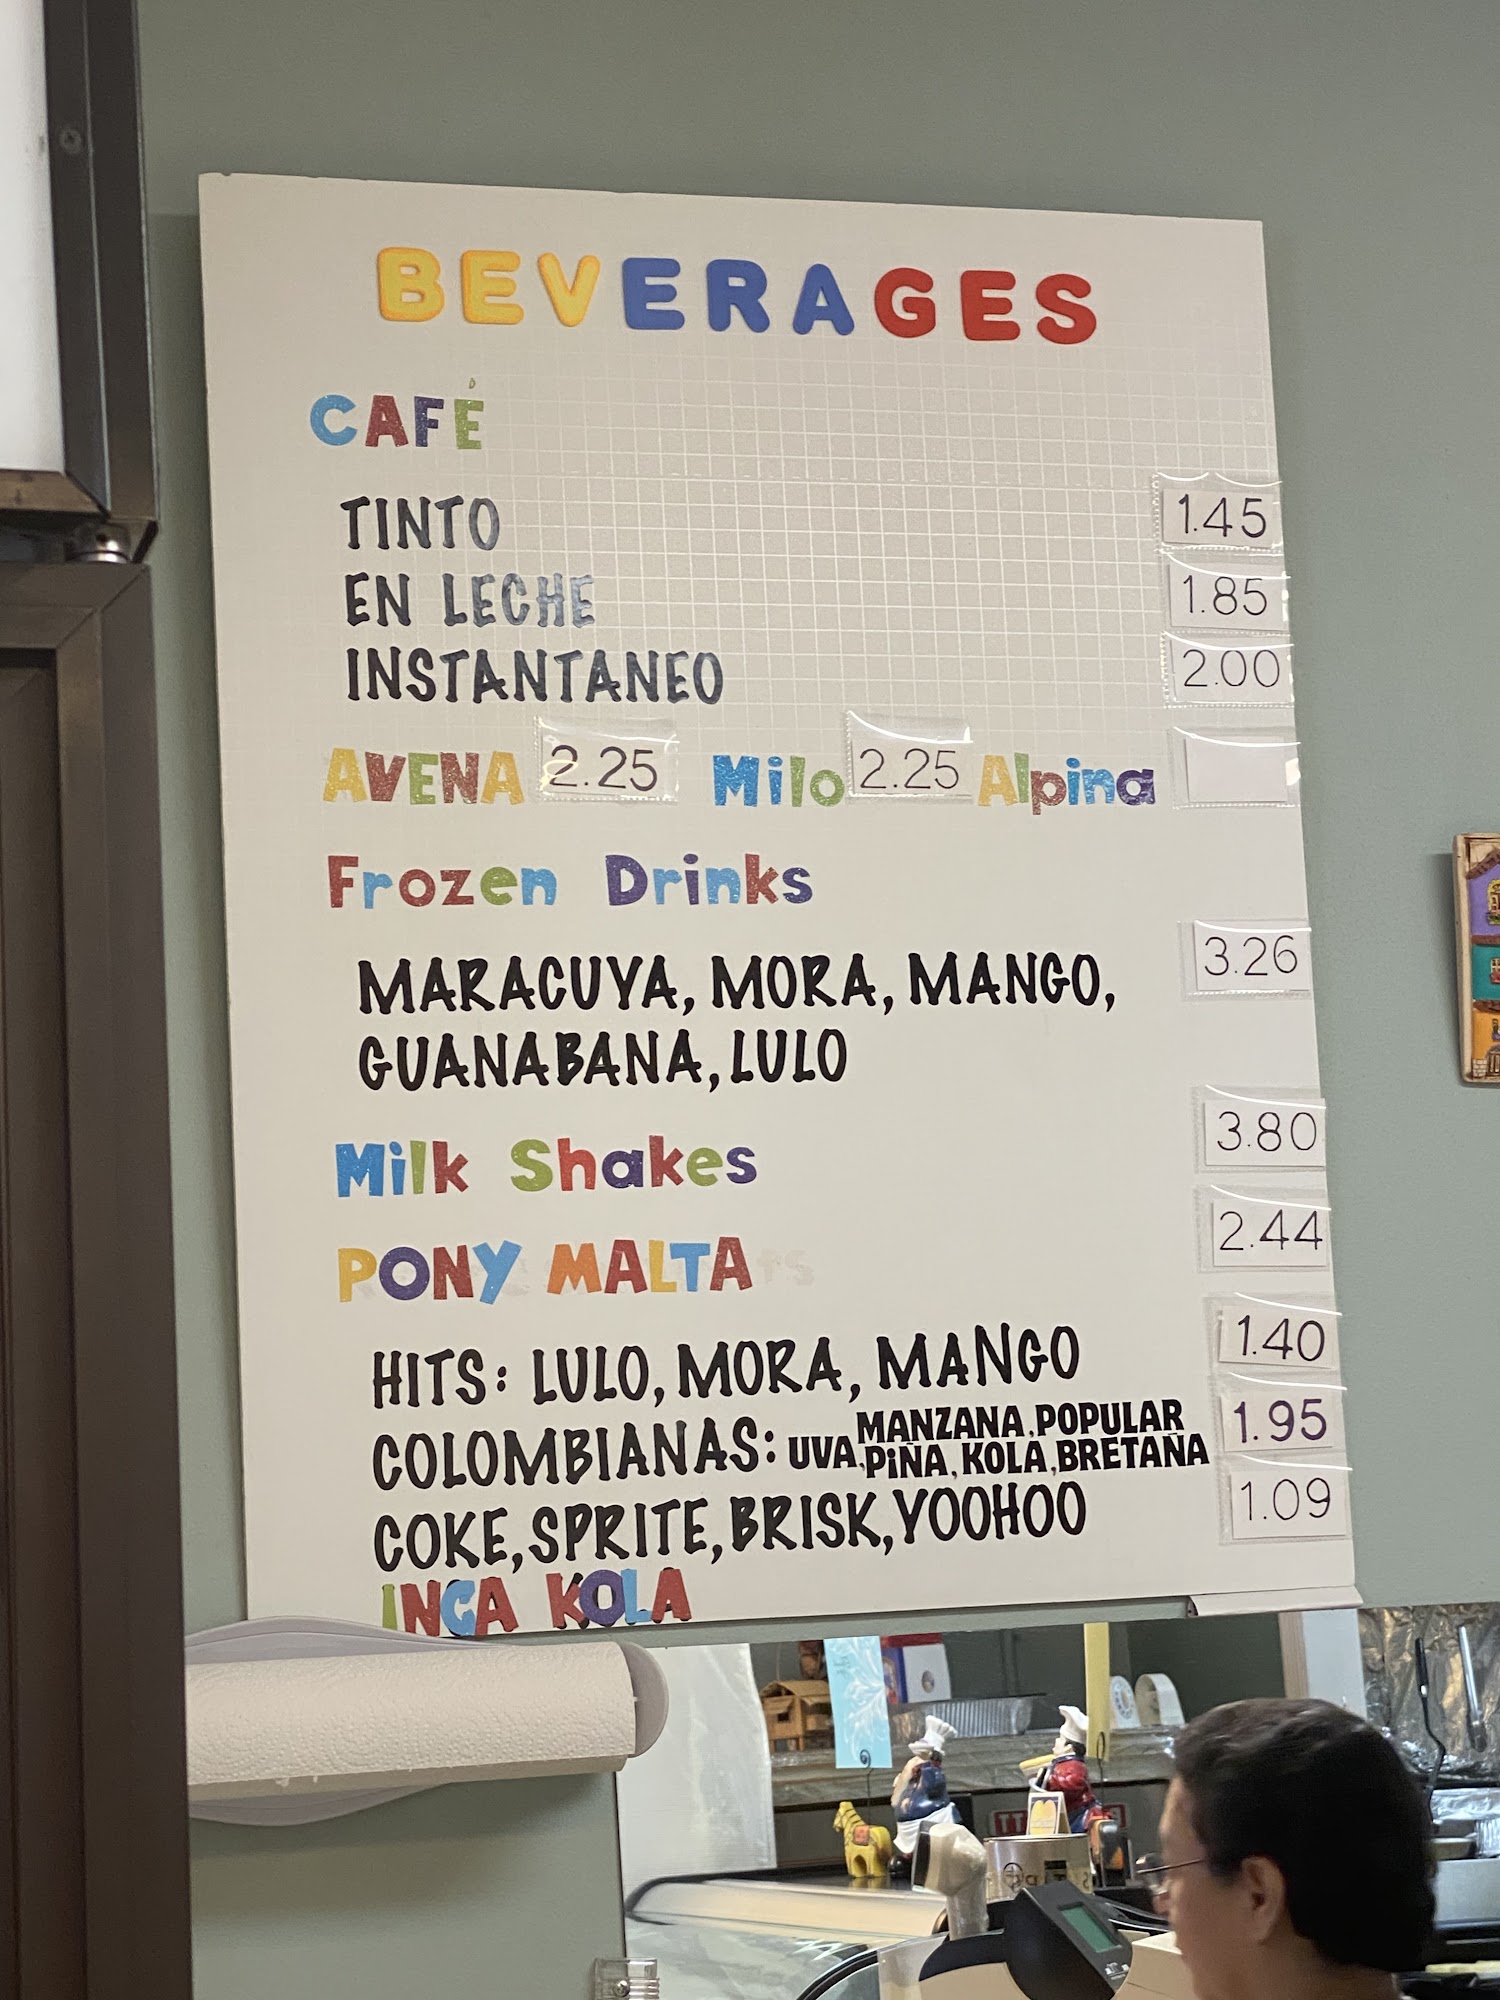 BEVERAGES
CAFÉ
TINTO 1.45
EN LECHE 1.85
INSTANTANEO 2.00
AVENA 2.25 Milo 2.25 Alpina
Frozen Drinks
MARACUYA, MORA, MANGO, 3.26
GUANABANA, LULO
Milk Shakes 3.80
PONY MALTA 2.44
HITS: LULO, MORA, MANGO 1.40
COLOMBIANAS: UVA, MANZANA, POPULAR 1.95
PiÑA, KOLA, BRETAÑA
COKE, SPRITE, BRISK, YOOHOO 1.09
INCA KOLA